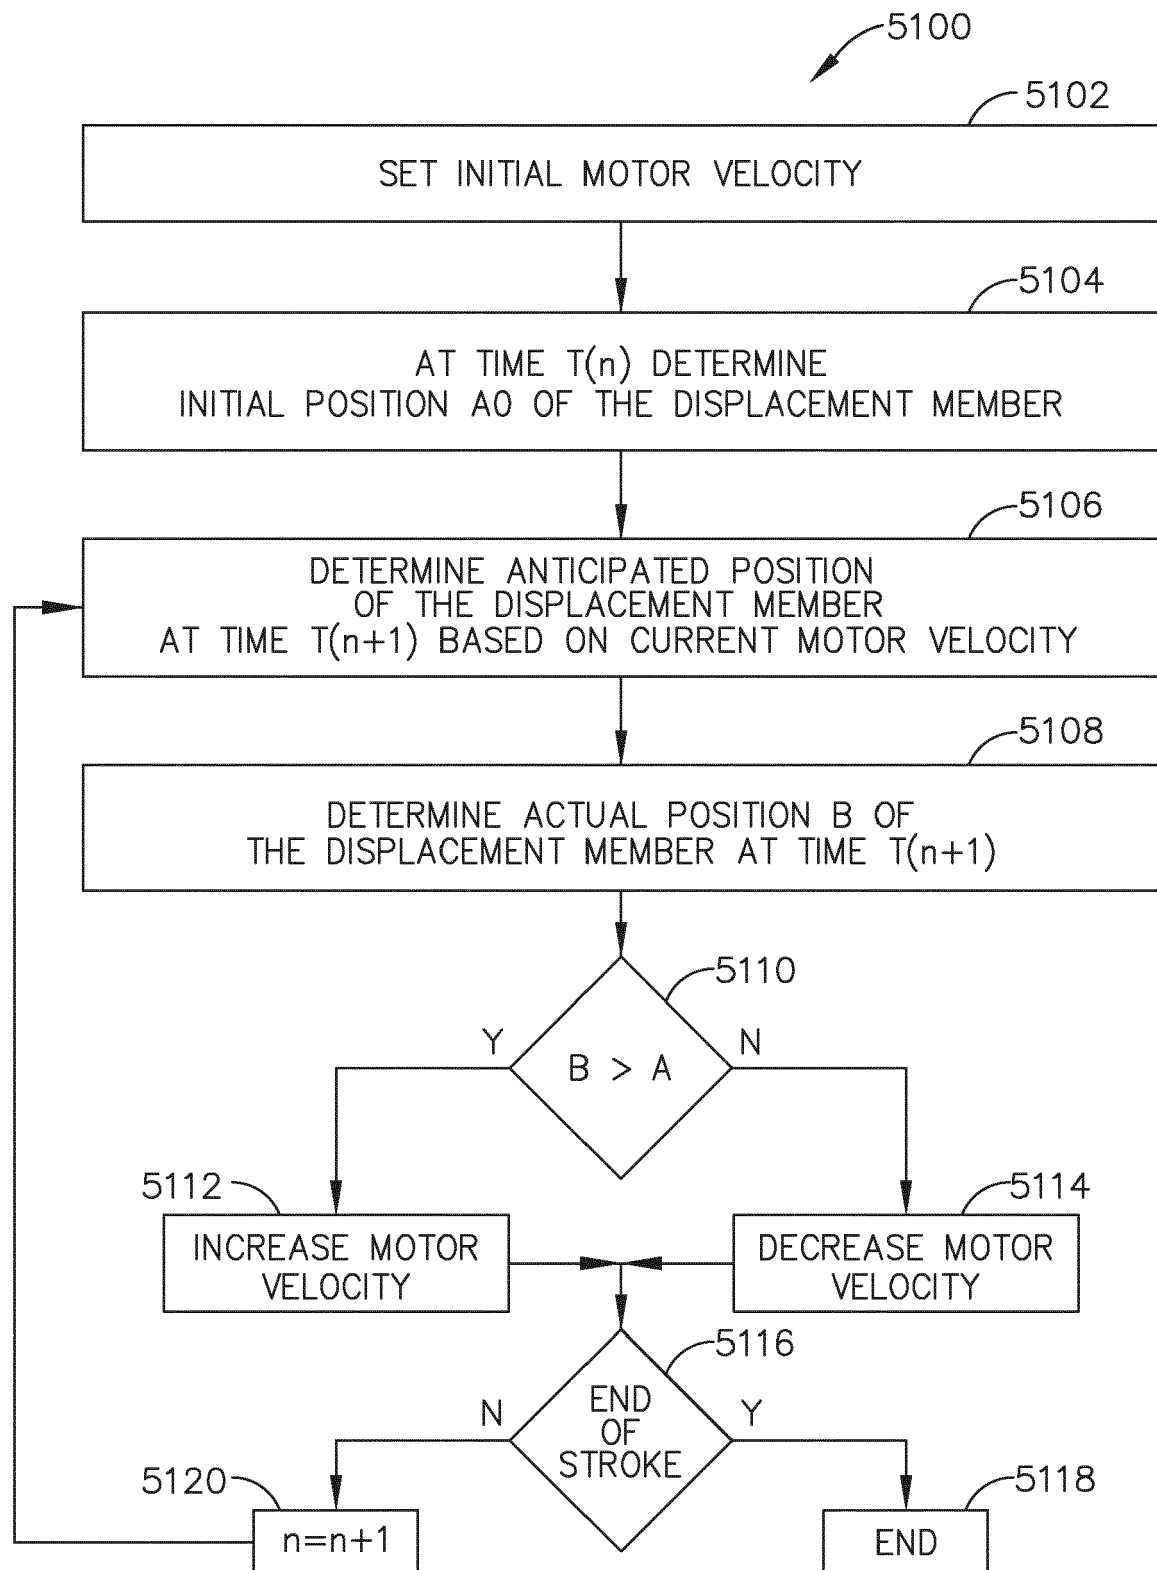 5100
5102
SET INITIAL MOTOR VELOCITY
5104
AT TIME T(n) DETERMINE
INITIAL POSITION A0 OF THE DISPLACEMENT MEMBER
5106
DETERMINE ANTICIPATED POSITION
OF THE DISPLACEMENT MEMBER
AT TIME T(n+1) BASED ON CURRENT MOTOR VELOCITY
5108
DETERMINE ACTUAL POSITION B OF
THE DISPLACEMENT MEMBER AT TIME T(n+1)
5110
Y
B > A
N
5112
INCREASE MOTOR
VELOCITY
5114
DECREASE MOTOR
VELOCITY
5116
N
END
OF
STROKE
Y
5120
n=n+1
5118
END